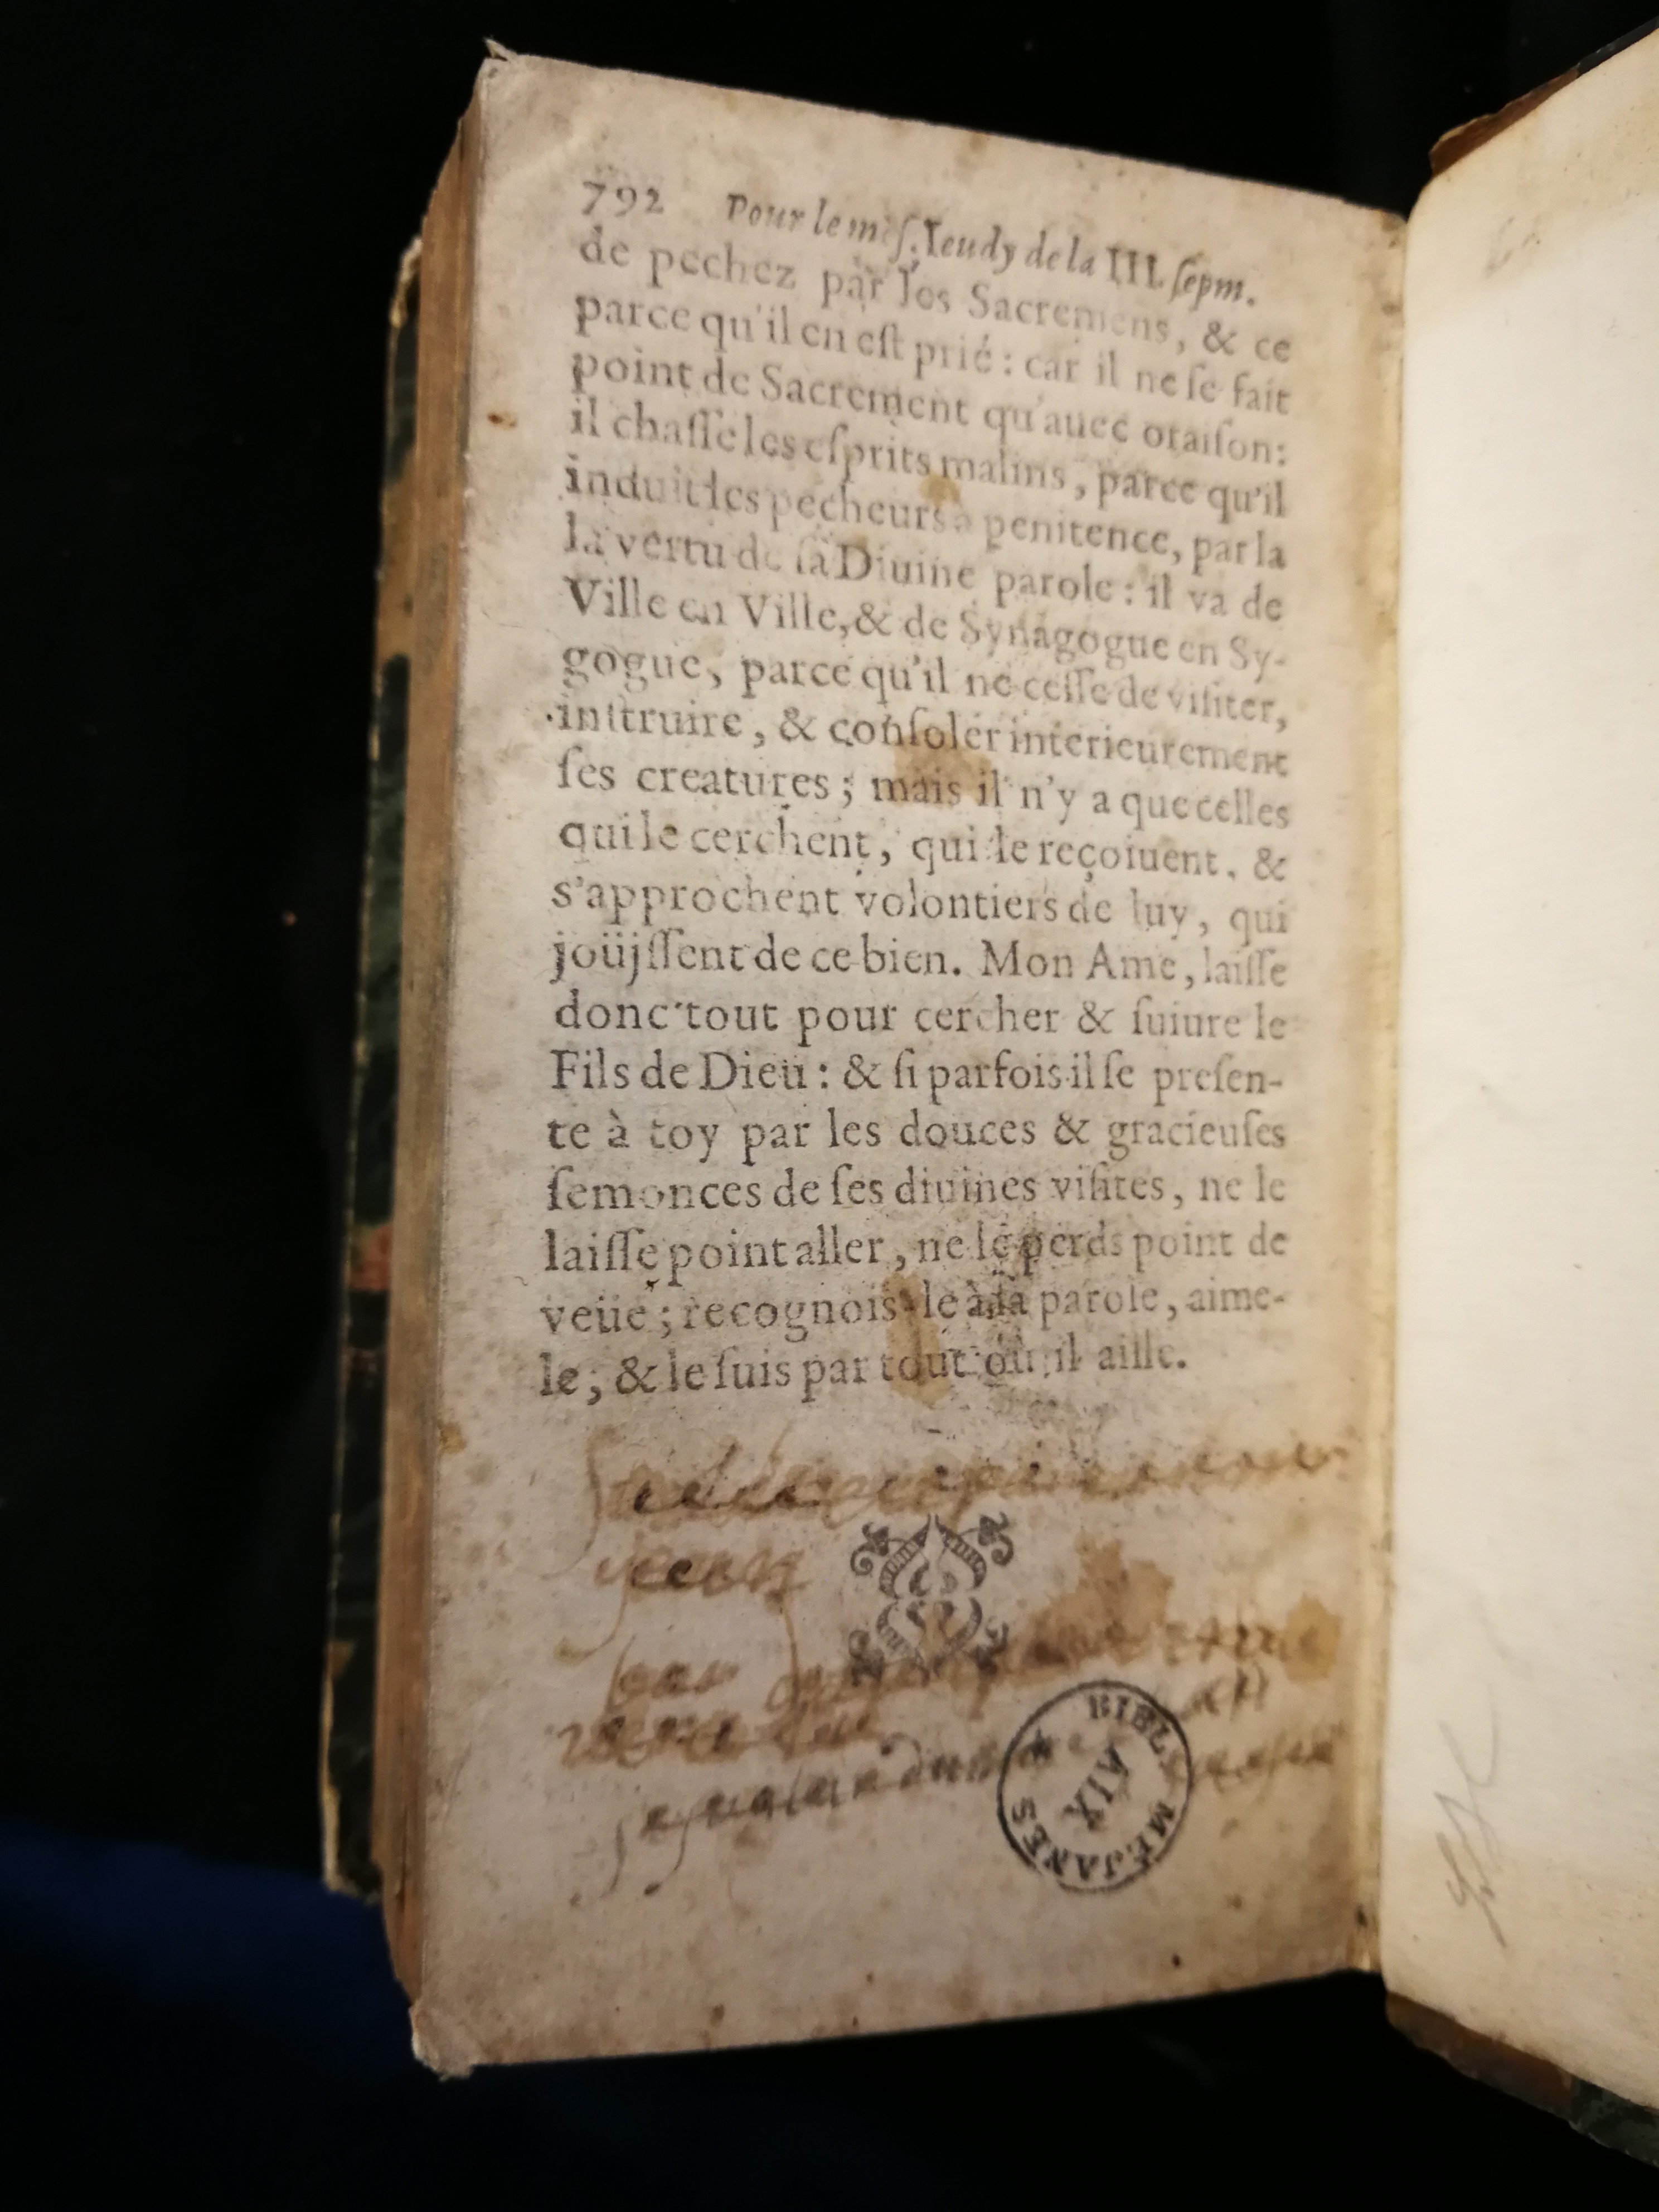 792 Pour le mes. Ieudy de la III. ſepm.
de pechez par les Sacremens, & ce
parce qu'il en eſt prié : car il ne ſe fait
point de Sacrement qu'auec oraiſon:
il chaſſe les eſprits malins, parce qu'il
induit les pecheurs à penitence, par la
la vertu de ſa Diuine parole : il va de
Ville en Ville, & de Synagogue en Sy-
gogue, parce qu'il ne ceſſe de viſiter,
inſtruire, & conſoler interieurement
ſes creatures ; mais il n'y a que celles
qui le cerchent, qui le reçoiuent, &
s'approchent volontiers de luy, qui
joüjſſent de ce bien. Mon Ame, laiſſe
donc tout pour cercher & ſuiure le
Fils de Dieu : & ſi parfois il ſe preſen-
te à toy par les douces & gracieuſes
ſemonces de ſes diuines viſites, ne le
laiſſe point aller, ne le perds point de
veüe ; recognois-le à ſa parole, aime-
le, & le ſuis par tout où il aille.
BIBL. MÉJANES
AIX